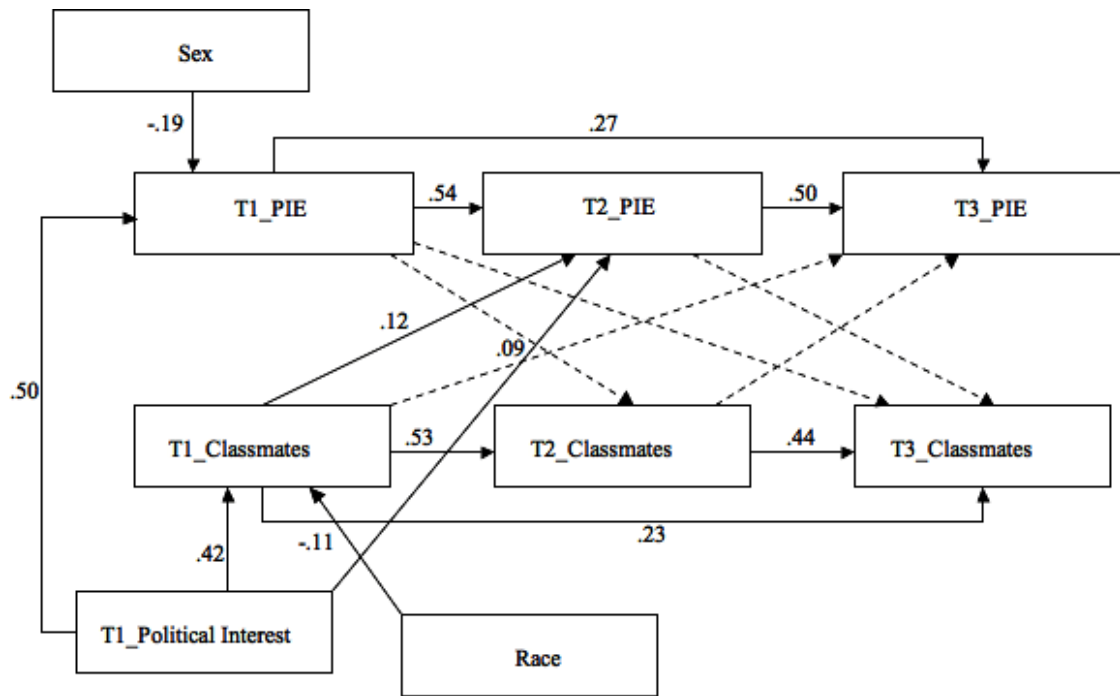 Sex
-.19
.27
T1_PIE
.54
T2_PIE
.50
T3_PIE
.12
.09
.50
T1_Classmates
.53
T2_Classmates
.44
T3_Classmates
.42
-.11
.23
T1_Political Interest
Race